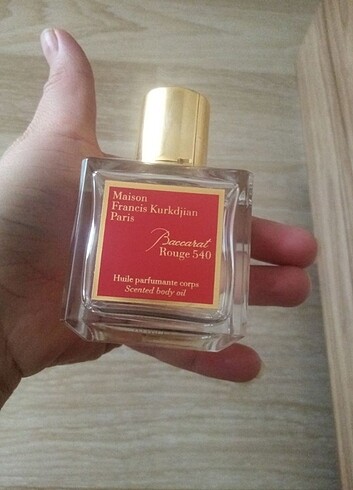 Maison
Francis Kurkdjian
Paris
Baccarat
Rouge 540
Huile parfumante corps
Scented body oil